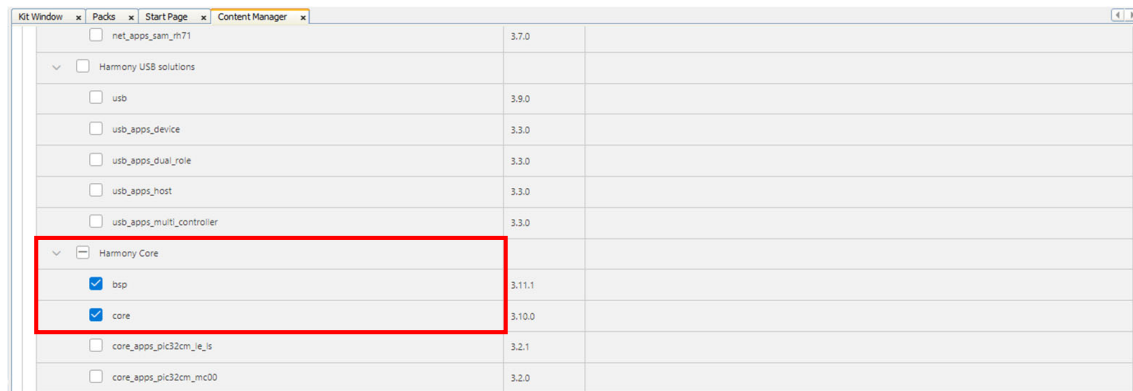 Kit Window x Packs x Start Page x Content Manager x
net_apps_sam_rh71 3.7.0
Harmony USB solutions
usb 3.9.0
usb_apps_device 3.3.0
usb_apps_dual_role 3.3.0
usb_apps_host 3.3.0
usb_apps_multi_controller 3.3.0
Harmony Core
bsp 3.11.1
core 3.10.0
core_apps_pic32cm_le_ls 3.2.1
core_apps_pic32cm_mc00 3.2.0